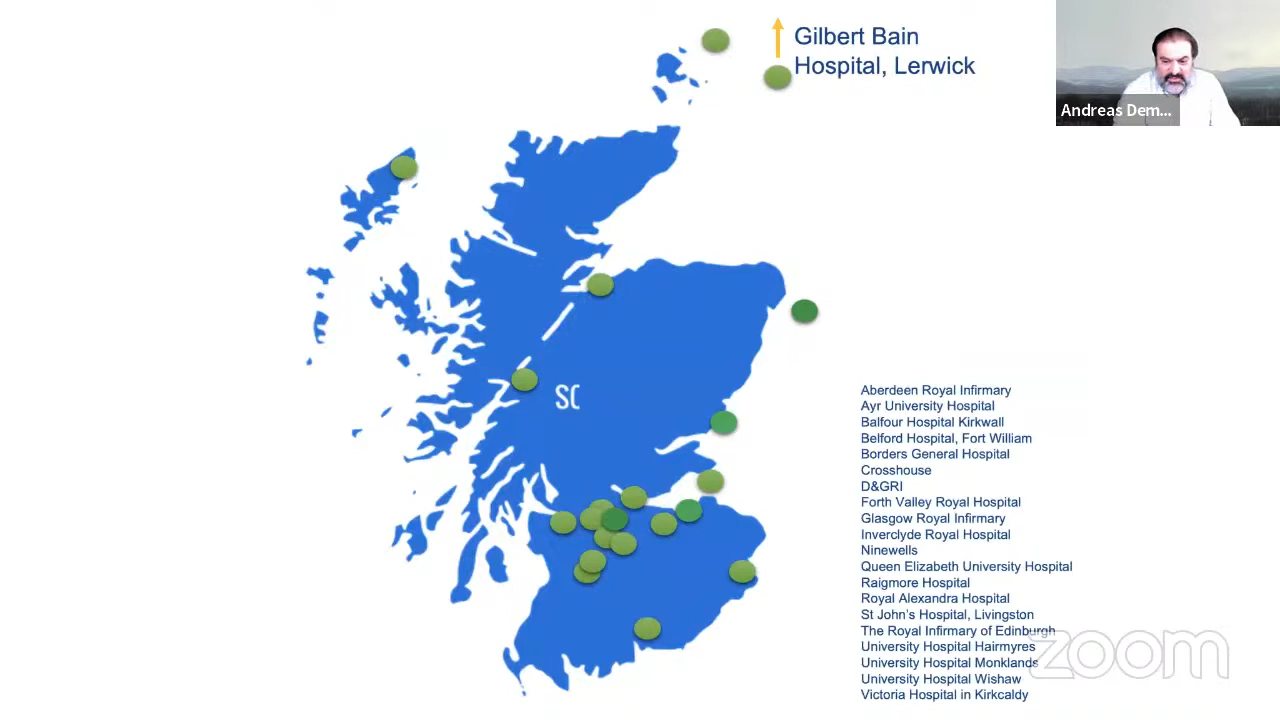 Gilbert Bain
Hospital, Lerwick
Andreas Dem...
SC
Aberdeen Royal Infirmary
Ayr University Hospital
Balfour Hospital Kirkwall
Belford Hospital, Fort William
Borders General Hospital
Crosshouse
D&GRI
Forth Valley Royal Hospital
Glasgow Royal Infirmary
Inverclyde Royal Hospital
Ninewells
Queen Elizabeth University Hospital
Raigmore Hospital
Royal Alexandra Hospital
St John's Hospital, Livingston
The Royal Infirmary of Edinburgh
University Hospital Hairmyres
University Hospital Monklands
University Hospital Wishaw
Victoria Hospital in Kirkcaldy
zoom